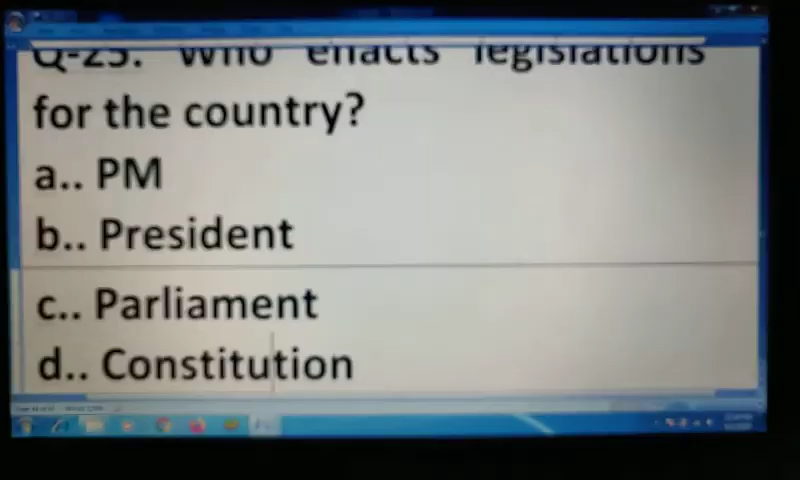 Q-25. Who enacts legislations
for the country?
a.. PM
b.. President
c.. Parliament
d.. Constitution